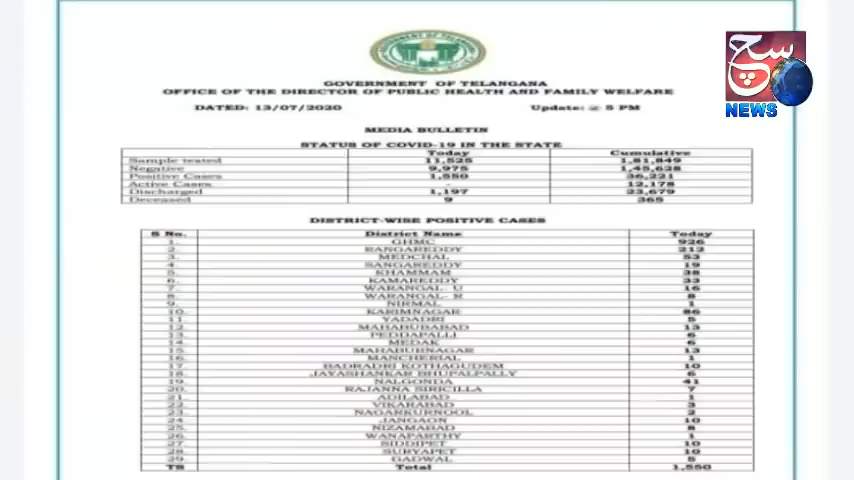 سچ
NEWS
GOVERNMENT OF TELANGANA
OFFICE OF THE DIRECTOR OF PUBLIC HEALTH AND FAMILY WELFARE
DATED: 13/07/2020 Update: @ 5 PM
MEDIA BULLETIN
STATUS OF COVID-19 IN THE STATE
Today Cumulative
Sample tested 11,525 1,81,849
Negative 9,975 1,45,628
Positive Cases 1,550 36,221
Active Cases - 12,178
Discharged 1,197 23,679
Deceased 9 365
DISTRICT-WISE POSITIVE CASES
S No. District Name Today
1. GHMC 926
2. RANGAREDDY 212
3. MEDCHAL 53
4. SANGAREDDY 19
5. KHAMMAM 38
6. KAMAREDDY 33
7. WARANGAL - U 16
8. WARANGAL - R 8
9. NIRMAL 1
10. KARIMNAGAR 86
11. YADADRI 5
12. MAHABUBABAD 13
13. PEDDAPALLI 6
14. MEDAK 6
15. MAHABUBNAGAR 13
16. MANCHERIAL 1
17. BADRADRI KOTHAGUDEM 10
18. JAYASHANKAR BHUPALPALLY 6
19. NALGONDA 41
20. RAJANNA SIRICILLA 7
21. ADILABAD 1
22. VIKARABAD 3
23. NAGARKURNOOL 2
24. JANGAON 10
25. NIZAMABAD 8
26. WANAPARTHY 1
27. SIDDIPET 10
28. SURYAPET 10
29. GADWAL 5
TS Total 1,550